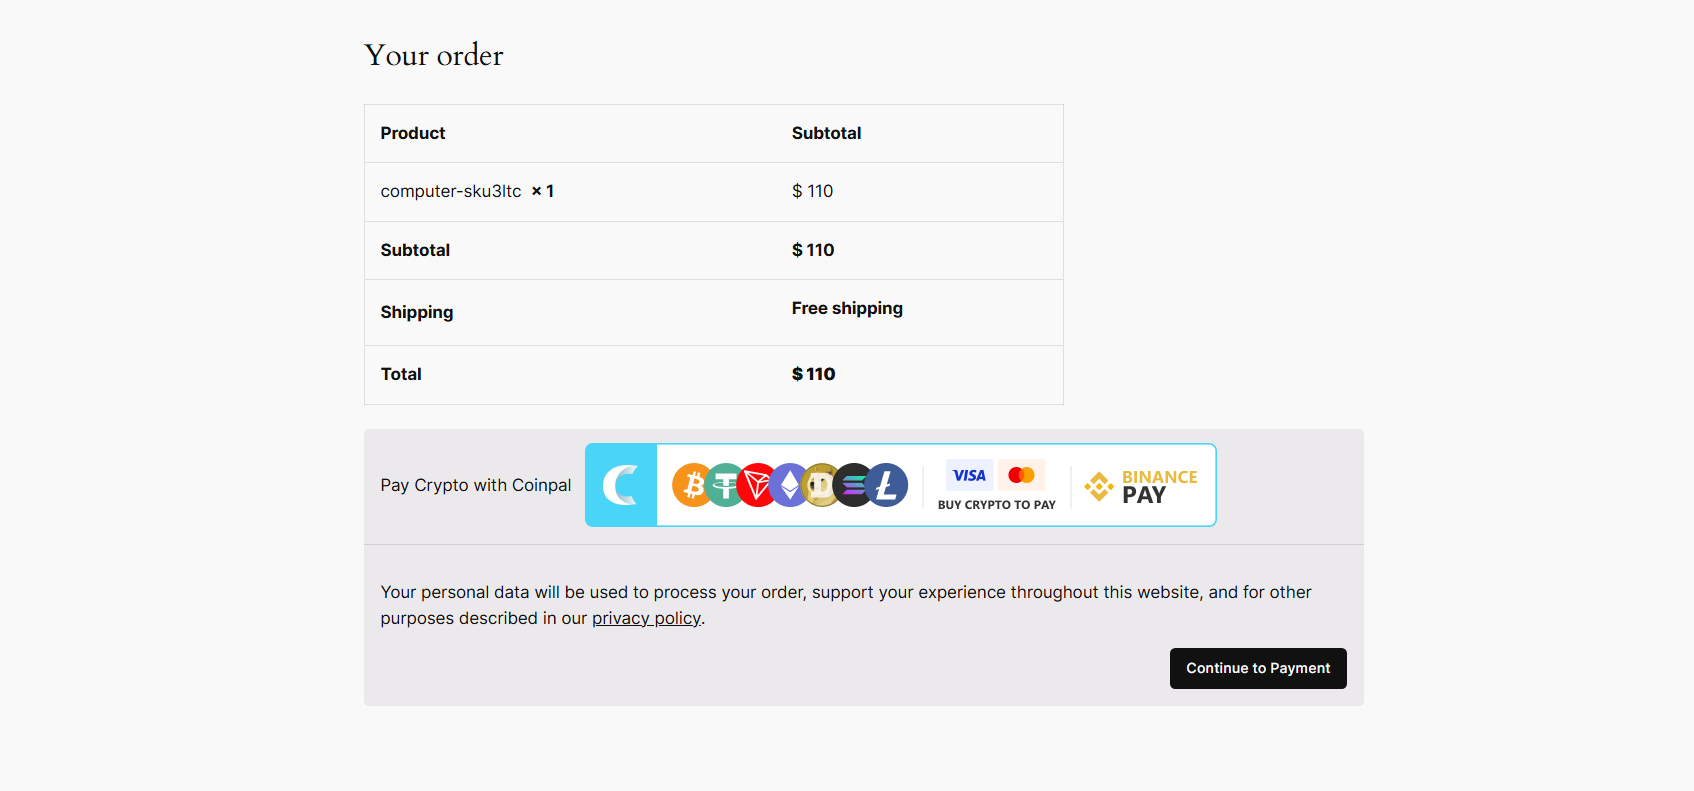 Your order
Product Subtotal
computer-sku3ltc × 1 $ 110
Subtotal $ 110
Shipping Free shipping
Total $ 110
Pay Crypto with Coinpal
VISA
BUY CRYPTO TO PAY
BINANCE
PAY
Your personal data will be used to process your order, support your experience throughout this website, and for other
purposes described in our privacy policy.
Continue to Payment